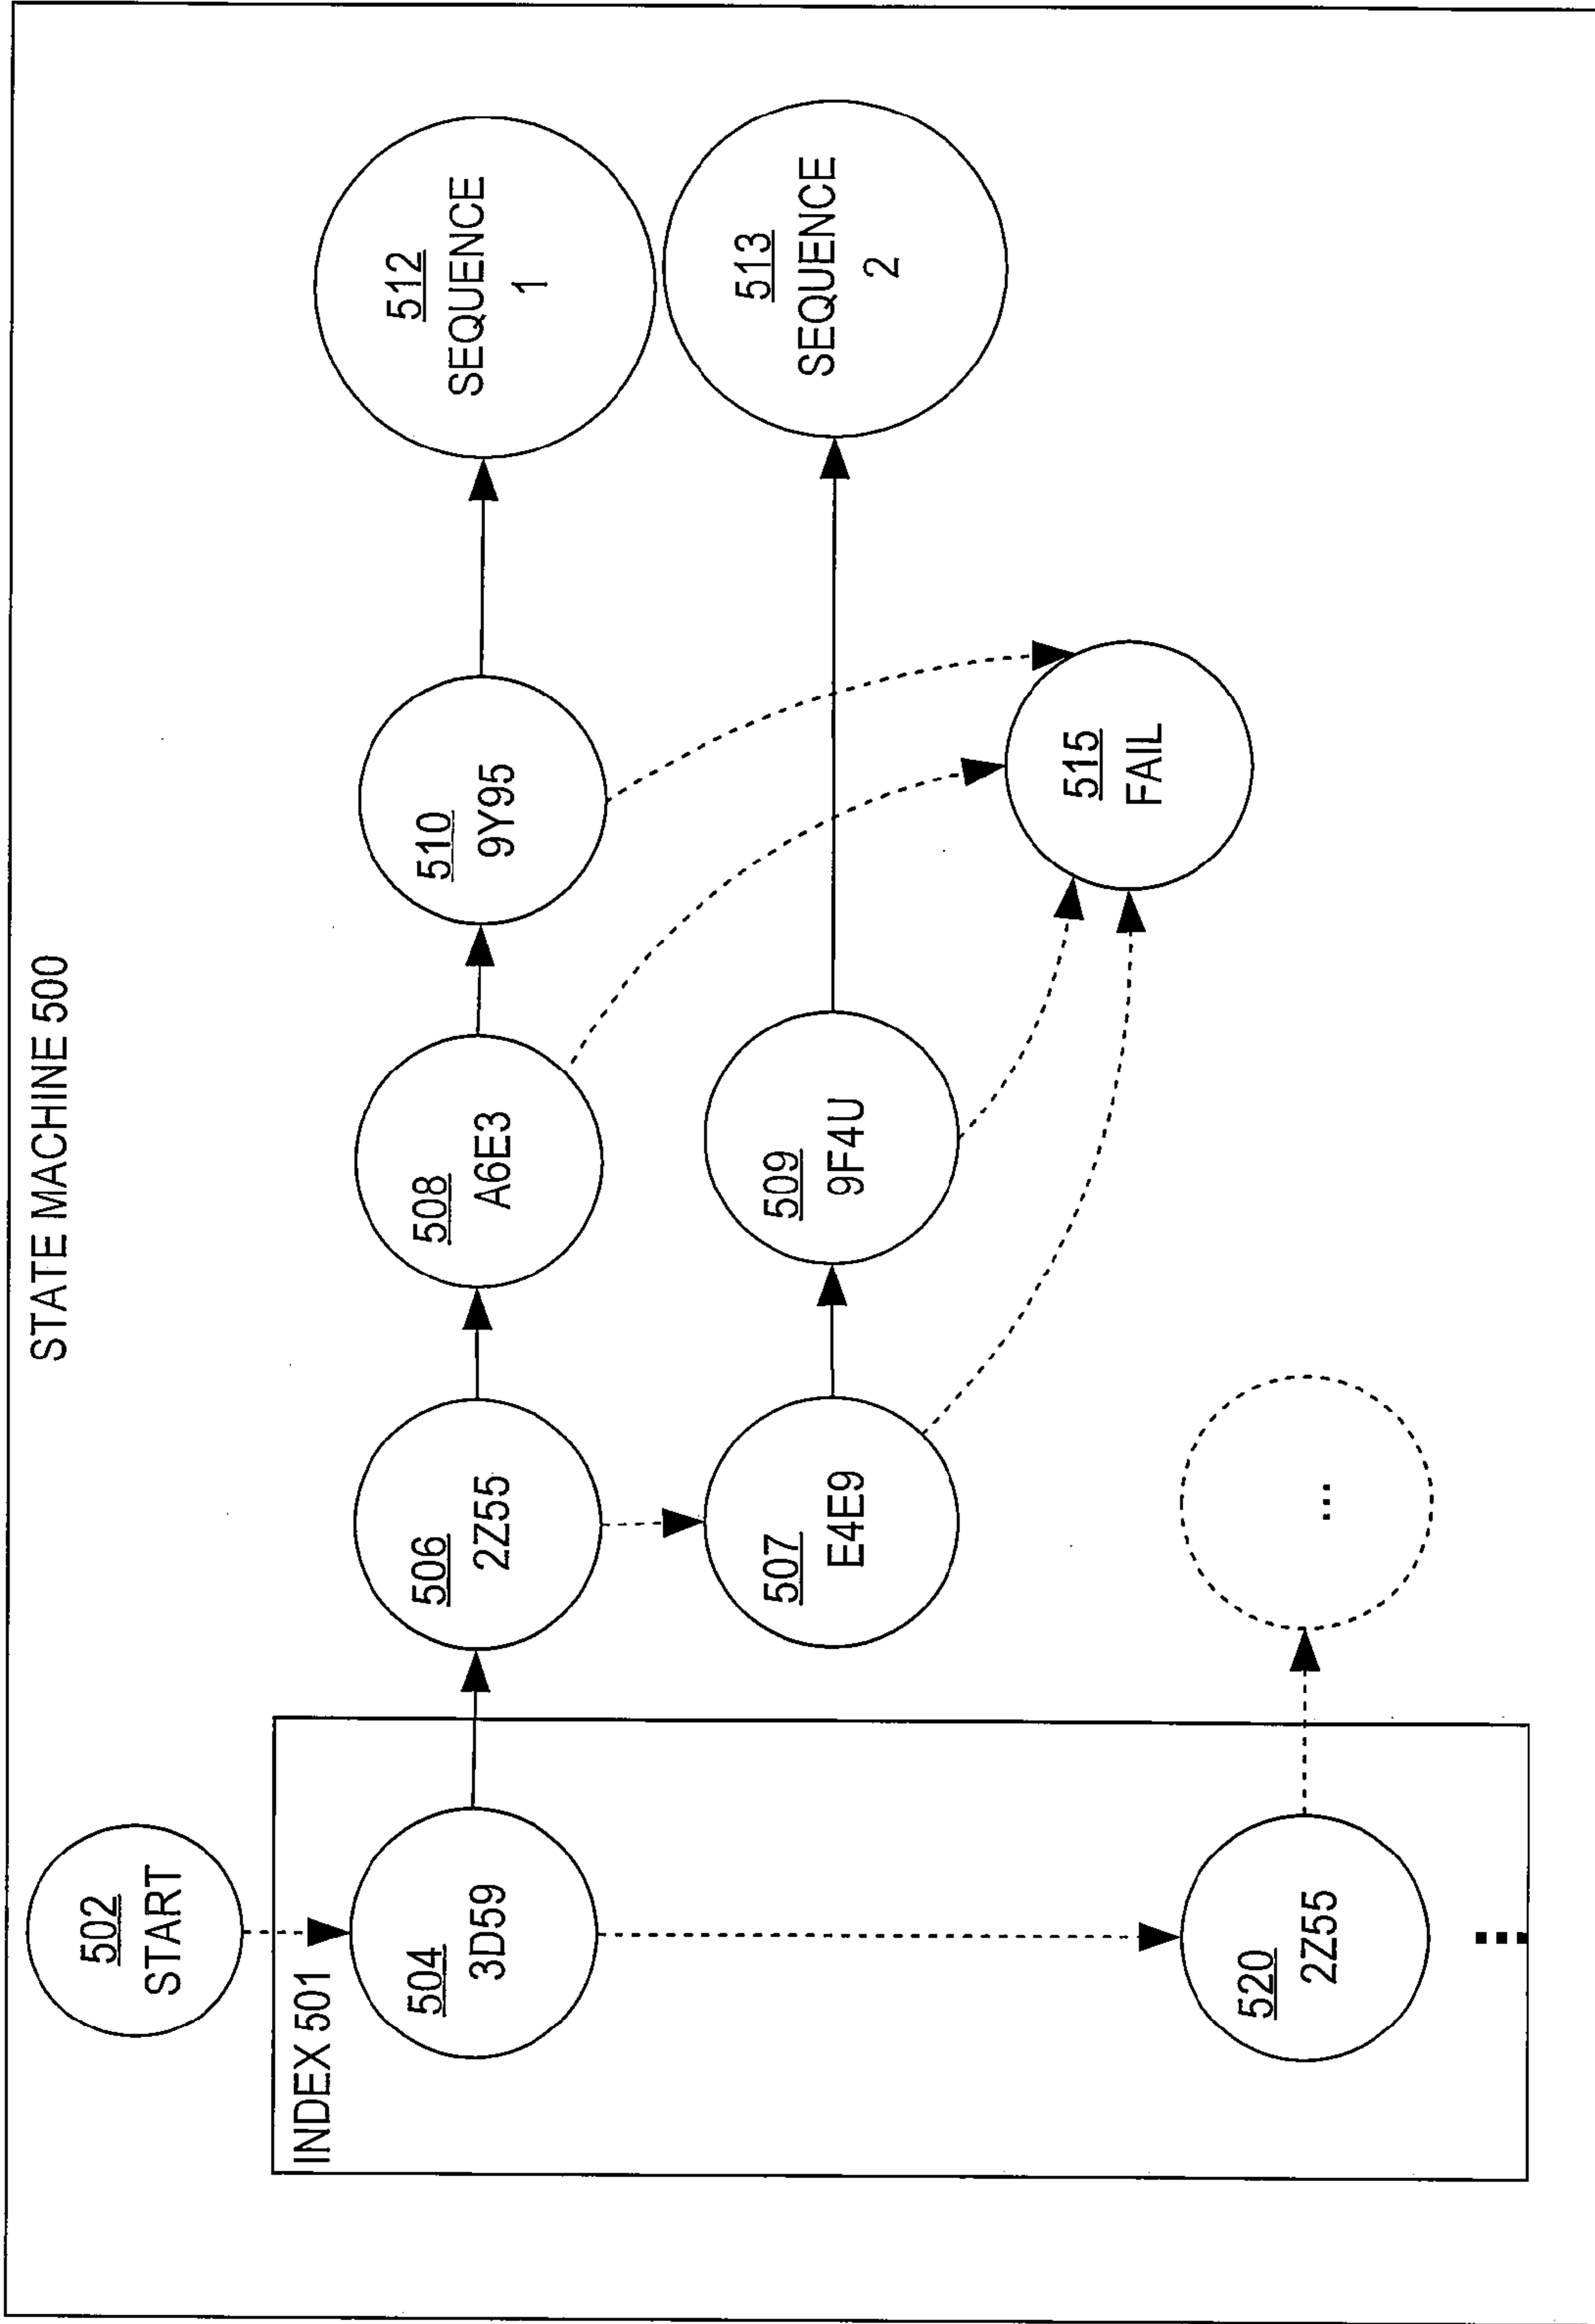 STATE MACHINE 500
502
START
INDEX 501
504
3D59
506
2Z55
508
A6E3
510
9Y95
512
SEQUENCE
1
507
E4E9
509
9F4U
513
SEQUENCE
2
515
FAIL
520
2Z55
...
...